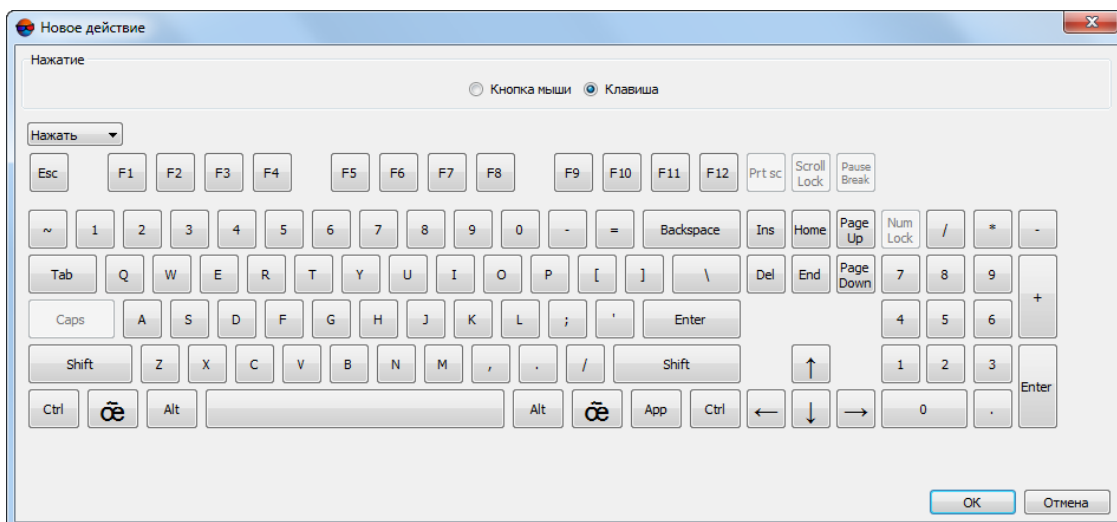 Новое действие
Нажатие
Кнопка мыши Клавиша
Нажать
Esc F1 F2 F3 F4 F5 F6 F7 F8 F9 F10 F11 F12 Prt sc Scroll Lock Pause Break
~ 1 2 3 4 5 6 7 8 9 0 - = Backspace Ins Home Page Up Num Lock / * -
Tab Q W E R T Y U I O P [ ] \ Del End Page Down 7 8 9 +
Caps A S D F G H J K L ; ' Enter 4 5 6
Shift Z X C V B N M , . / Shift ↑ 1 2 3 Enter
Ctrl œ̃ Alt Alt œ̃ App Ctrl ← ↓ → 0 .
OK Отмена